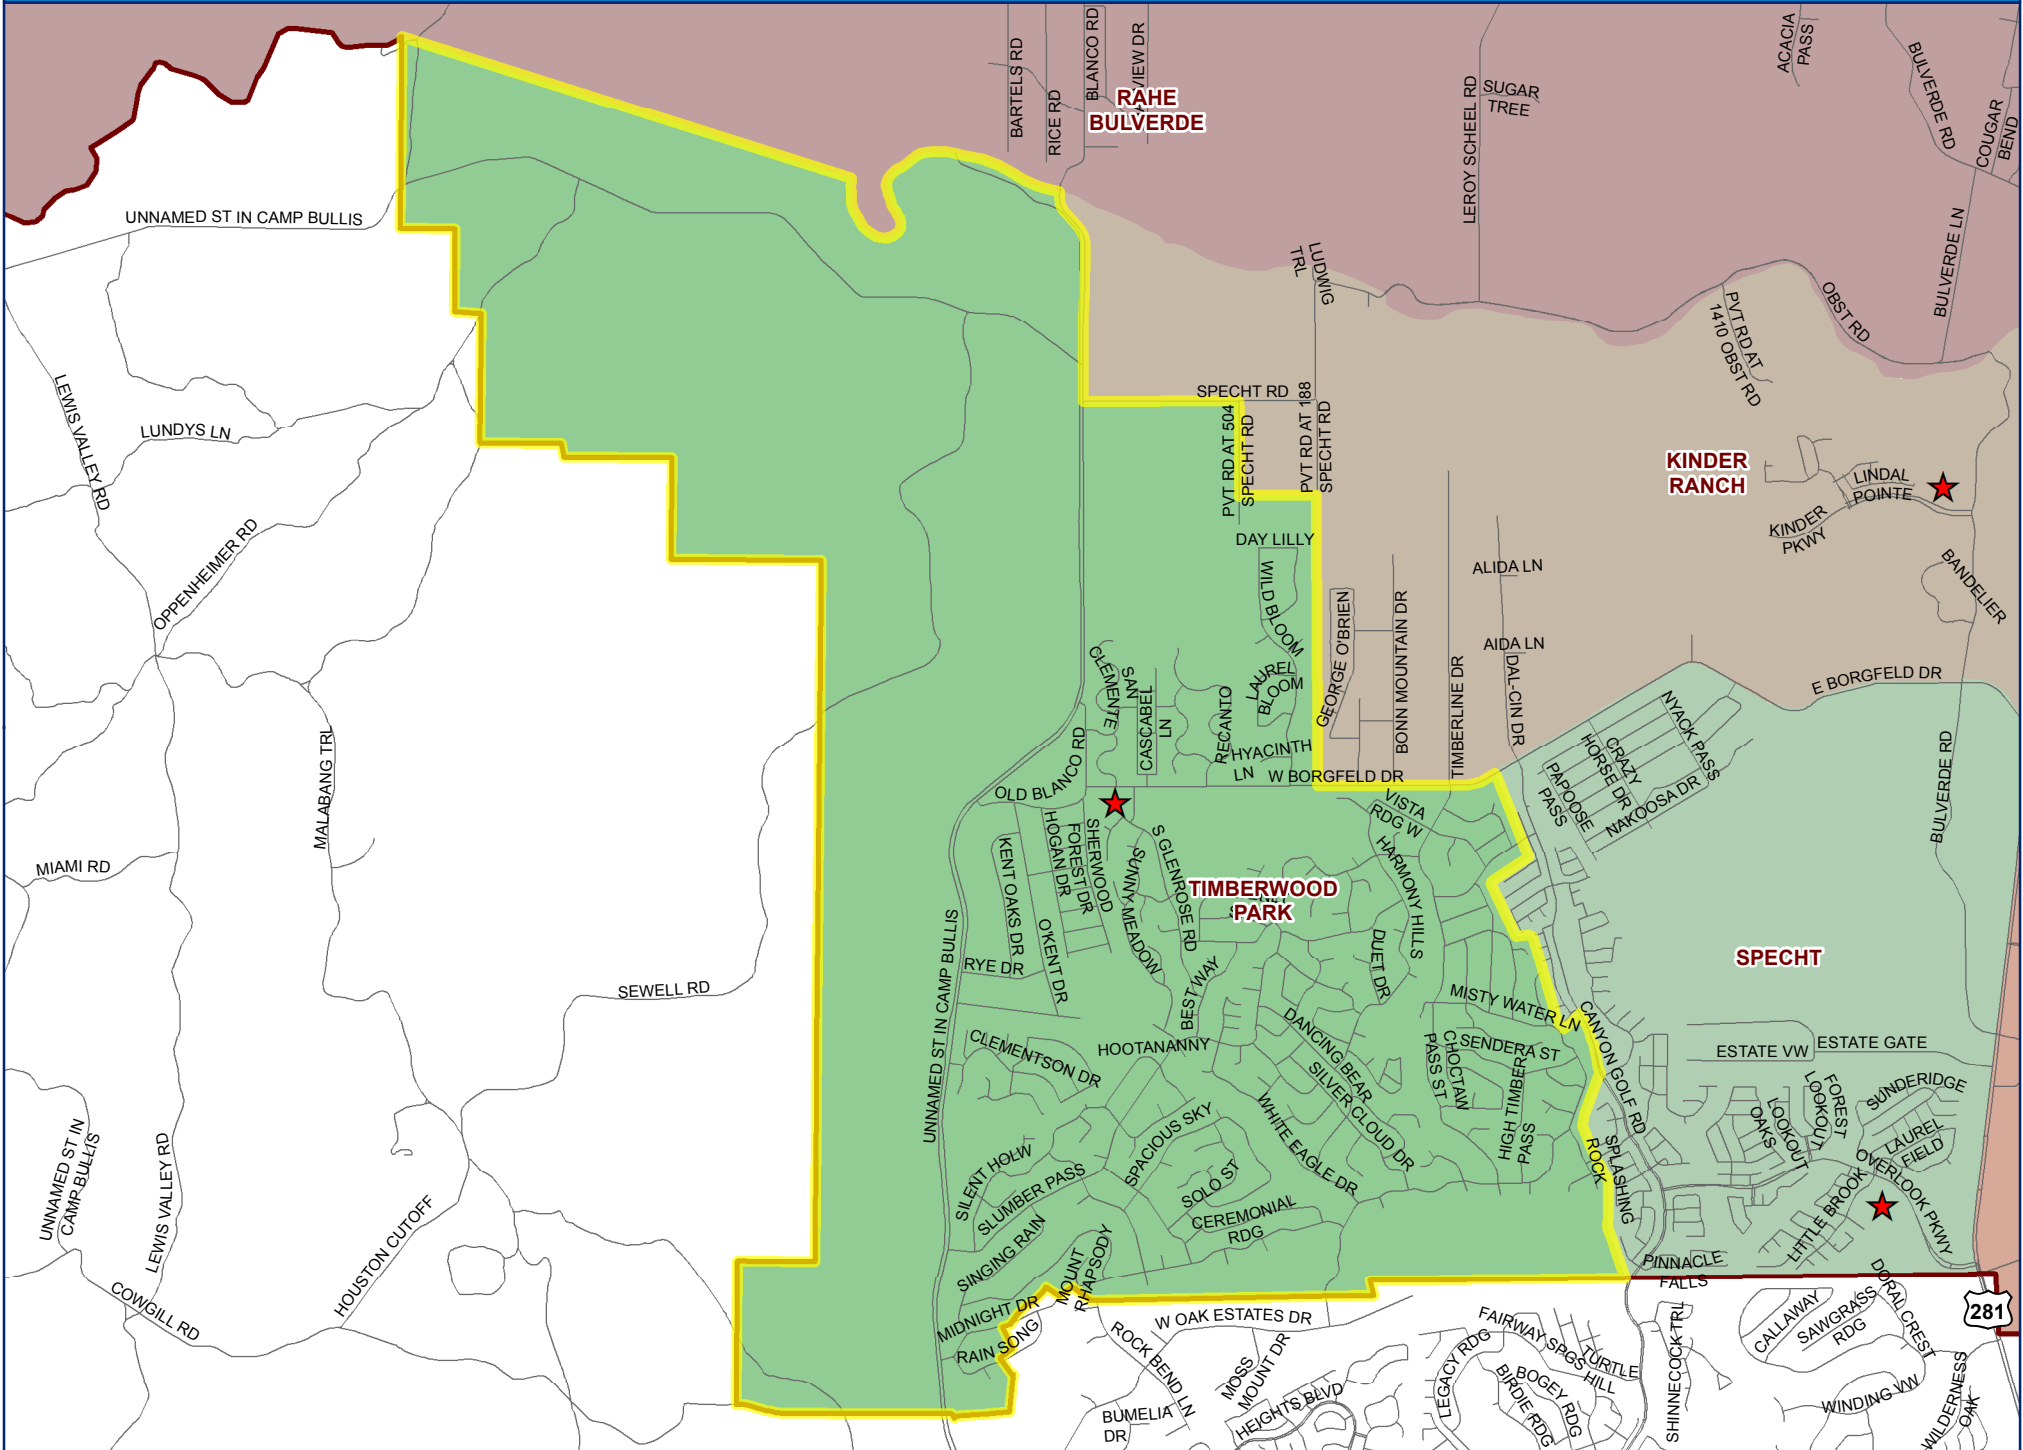 BARTELS RD
RICE RD
BLANCO RD
VIEW DR
RAHE
BULVERDE
LEROY SCHEEL RD
SUGAR
TREE
ACACIA
PASS
BULVERDE RD
COUGAR
BEND
UNNAMED ST IN CAMP BULLIS
LUDWIG
TRL
BULVERDE LN
OBST RD
PVT RD AT
1410 OBST RD
LEWIS VALLEY RD
LUNDYS LN
SPECHT RD
PVT RD AT 504
SPECHT RD
PVT RD AT 188
SPECHT RD
KINDER
RANCH
LINDAL
POINTE
KINDER
PKWY
OPPENHEIMER RD
DAY LILLY
WILD BLOOM
ALIDA LN
BANDELIER
GEORGE O'BRIEN
BONN MOUNTAIN DR
AIDA LN
TIMBERLINE DR
DAL-CIN DR
SAN
CLEMENTE
CASCABEL
LN
RECANTO
LAUREL
BLOOM
HYACINTH
LN
W BORGFELD DR
E BORGFELD DR
NYACK PASS
CRAZY
HORSE DR
PAPOOSE
PASS
NAKOOSA DR
BULVERDE RD
MALABANG TRL
OLD BLANCO RD
VISTA
RDG W
KENT OAKS DR
HOGAN DR
SHERWOOD
FOREST DR
SUNNY MEADOW
S GLENROSE RD
HARMONY HILLS
MIAMI RD
TIMBERWOOD
PARK
O'KENT DR
RYE DR
BEST WAY
DUET DR
SPECHT
SEWELL RD
UNNAMED ST IN CAMP BULLIS
MISTY WATER LN
CANYON GOLF RD
CLEMENTSON DR
HOOTANANNY
DANCING BEAR
SILVER CLOUD DR
CHOCTAW
PASS ST
SENDERA ST
HIGH TIMBER
PASS
ESTATE VW
ESTATE GATE
SUNDERIDGE
FOREST
LOOKOUT
LOOKOUT
OAKS
LAUREL
FIELD
OVERLOOK PKWY
LITTLE BROOK
SPLASHING
ROCK
UNNAMED ST IN
CAMP BULLIS
LEWIS VALLEY RD
HOUSTON CUTOFF
COWGILL RD
SILENT HOLW
SLUMBER PASS
SPACIOUS SKY
SOLO ST
WHITE EAGLE DR
CEREMONIAL
RDG
SINGING RAIN
MOUNT
RHAPSODY
MIDNIGHT DR
RAIN SONG
PINNACLE
FALLS
W OAK ESTATES DR
ROCK BEND LN
MOSS
MOUNT DR
HEIGHTS BLVD
BUMELIA
DR
LEGACY RDG
FAIRWAY SPGS
TURTLE
HILL
BOGEY RDG
BIRDIE RDG
SHINNECOCK TRL
CALLAWAY
SAWGRASS
RDG
DORAL CREST
WINDING VW
WILDERNESS
OAK
281